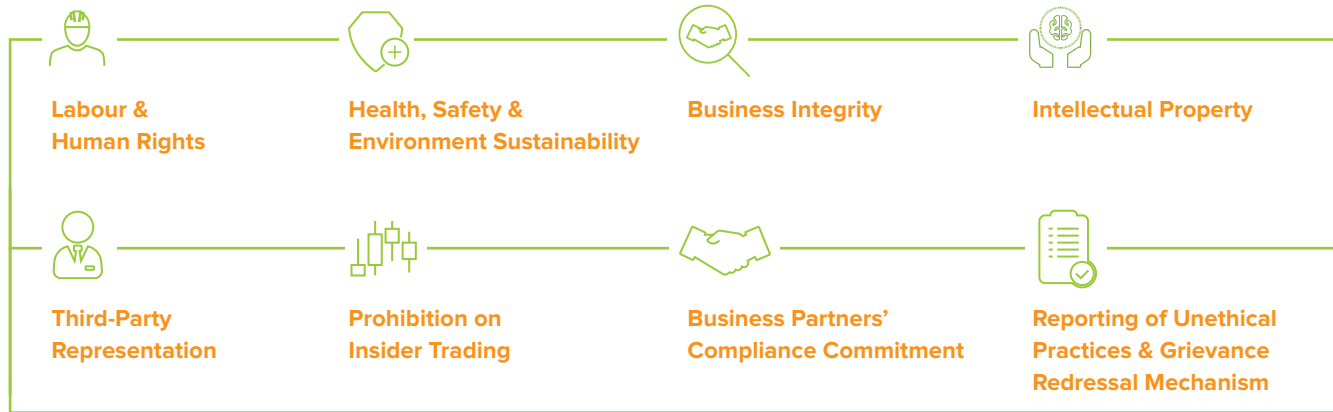 Labour &
Human Rights
Health, Safety &
Environment Sustainability
Business Integrity
Intellectual Property
Third-Party
Representation
Prohibition on
Insider Trading
Business Partners’
Compliance Commitment
Reporting of Unethical
Practices & Grievance
Redressal Mechanism